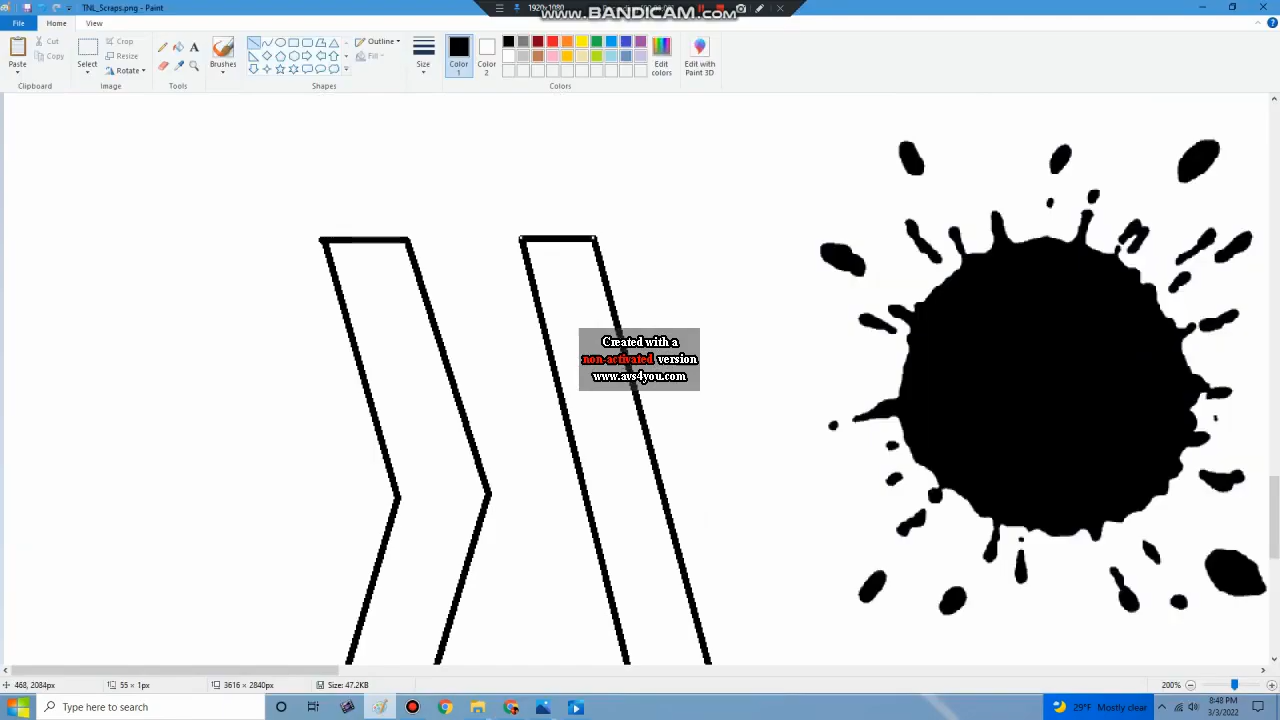 TNL_Scraps.png - Paint
1920x1080
www.BANDICAM.com
File
Home
View
Paste
Cut
Copy
Clipboard
Select
Crop
Resize
Rotate
Image
Tools
Brushes
Shapes
Outline
Fill
Size
Color 1
Color 2
Colors
Edit colors
Edit with Paint 3D
Created with a
non-activated version
www.avs4you.com
468, 2084px
55 × 1px
3616 × 2840px
Size: 47.2KB
200%
Type here to search
29°F Mostly clear
8:48 PM
3/3/2022